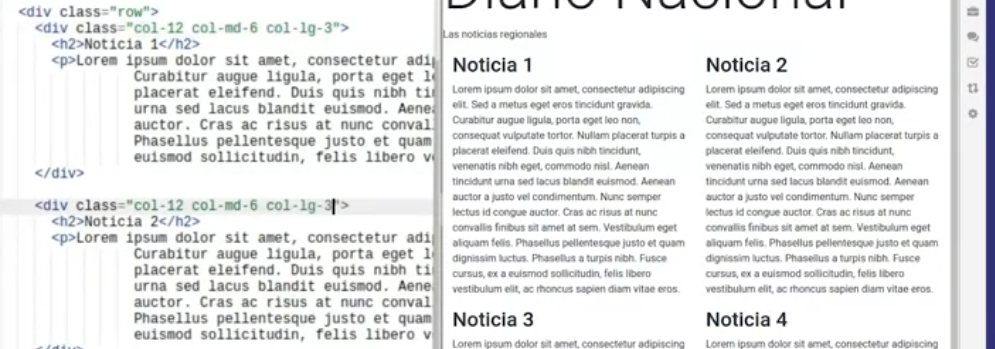 <div class="row">
<div class="col-12 col-md-6 col-lg-3">
<h2>Noticia 1</h2>
<p>Lorem ipsum dolor sit amet, consectetur adi
Curabitur augue ligula, porta eget l
placerat eleifend. Duis quis nibh ti
urna sed lacus blandit euismod. Aene
auctor. Cras ac risus at nunc conval
Phasellus pellentesque justo et quam
euismod sollicitudin, felis libero v
</div>
<div class="col-12 col-md-6 col-lg-3">
<h2>Noticia 2</h2>
<p>Lorem ipsum dolor sit amet, consectetur adi
Curabitur augue ligula, porta eget l
placerat eleifend. Duis quis nibh ti
urna sed lacus blandit euismod. Aene
auctor. Cras ac risus at nunc conval
Phasellus pellentesque justo et quam
euismod sollicitudin, felis libero v
</div>
Diario Nacional
Las noticias regionales
Noticia 1
Lorem ipsum dolor sit amet, consectetur adipiscing
elit. Sed a metus eget eros tincidunt gravida.
Curabitur augue ligula, porta eget leo non,
consequat vulputate tortor. Nullam placerat turpis a
placerat eleifend. Duis quis nibh tincidunt,
venenatis nibh eget, commodo nisl. Aenean
tincidunt urna sed lacus blandit euismod. Aenean
auctor a justo vel condimentum. Nunc semper
lectus id congue auctor. Cras ac risus at nunc
convallis finibus sit amet at sem. Vestibulum eget
aliquam felis. Phasellus pellentesque justo et quam
dignissim luctus. Phasellus a turpis nibh. Fusce
cursus, ex a euismod sollicitudin, felis libero
vestibulum elit, ac rhoncus sapien diam vitae eros.
Noticia 2
Lorem ipsum dolor sit amet, consectetur adipiscing
elit. Sed a metus eget eros tincidunt gravida.
Curabitur augue ligula, porta eget leo non,
consequat vulputate tortor. Nullam placerat turpis a
placerat eleifend. Duis quis nibh tincidunt,
venenatis nibh eget, commodo nisl. Aenean
tincidunt urna sed lacus blandit euismod. Aenean
auctor a justo vel condimentum. Nunc semper
lectus id congue auctor. Cras ac risus at nunc
convallis finibus sit amet at sem. Vestibulum eget
aliquam felis. Phasellus pellentesque justo et quam
dignissim luctus. Phasellus a turpis nibh. Fusce
cursus, ex a euismod sollicitudin, felis libero
vestibulum elit, ac rhoncus sapien diam vitae eros.
Noticia 3
Lorem ipsum dolor sit amet, consectetur adipiscing
Noticia 4
Lorem ipsum dolor sit amet, consectetur adipiscing